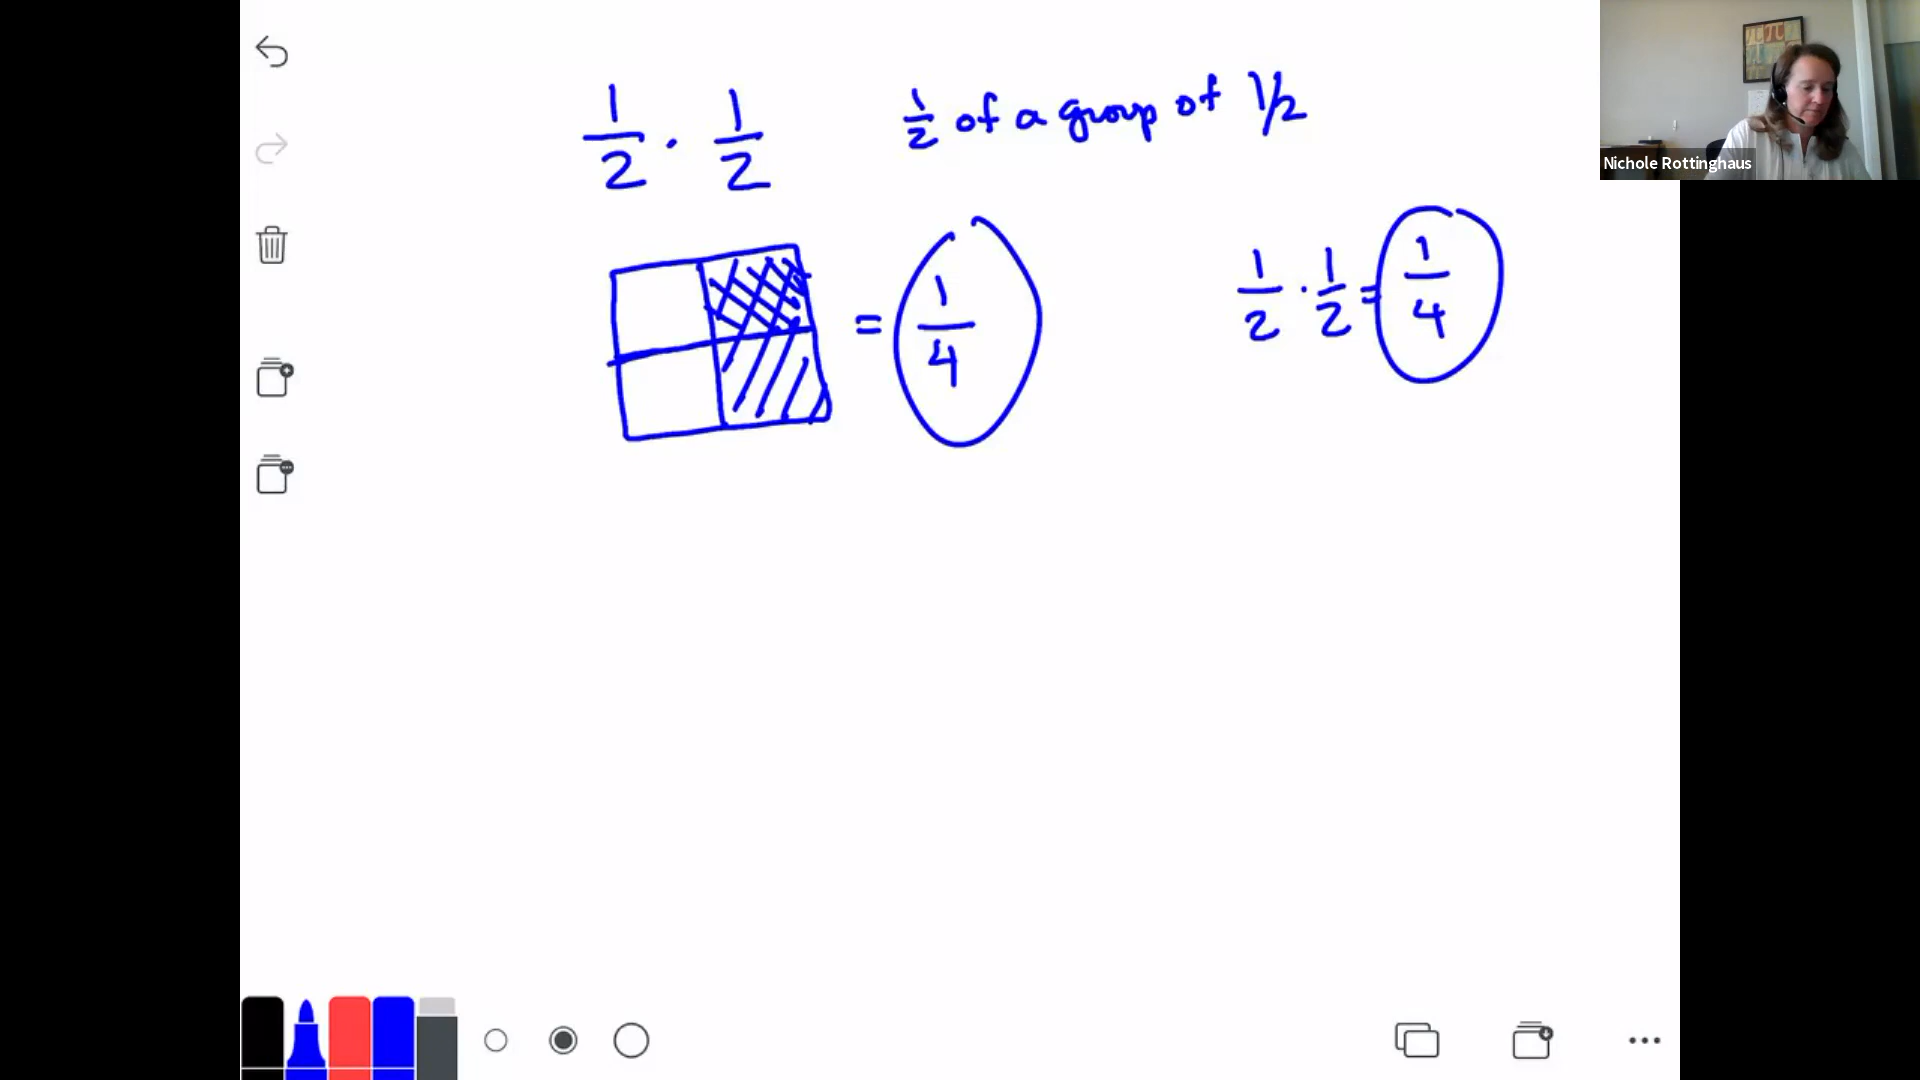 1/2 · 1/2
1/2 of a group of 1/2
= 1/4
1/2 · 1/2 = 1/4
Nichole Rottinghaus